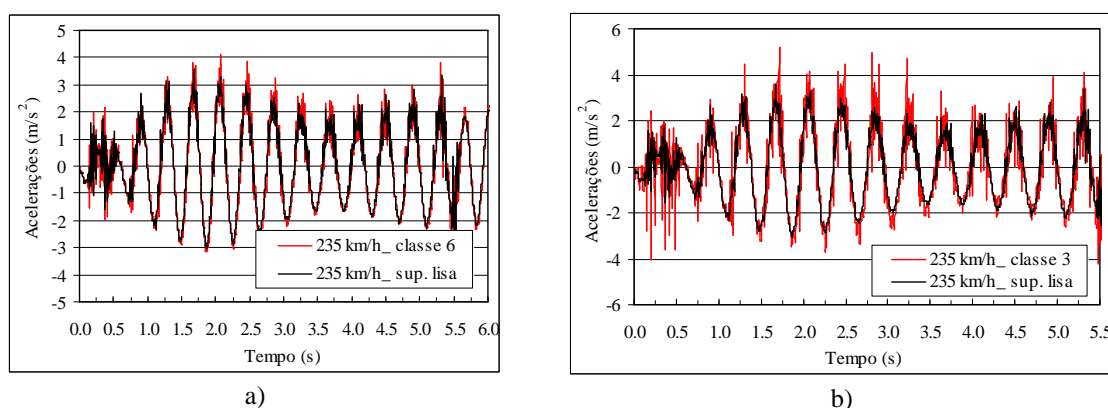 Acelerações (m/s²)
5
4
3
2
1
0
-1
-2
-3
-4
-5
235 km/h_ classe 6
235 km/h_ sup. lisa
0.0 0.5 1.0 1.5 2.0 2.5 3.0 3.5 4.0 4.5 5.0 5.5 6.0
Tempo (s)
a)
Acelerações (m/s²)
6
4
2
0
-2
-4
-6
235 km/h_ classe 3
235 km/h_ sup. lisa
0.0 0.5 1.0 1.5 2.0 2.5 3.0 3.5 4.0 4.5 5.0 5.5
Tempo (s)
b)